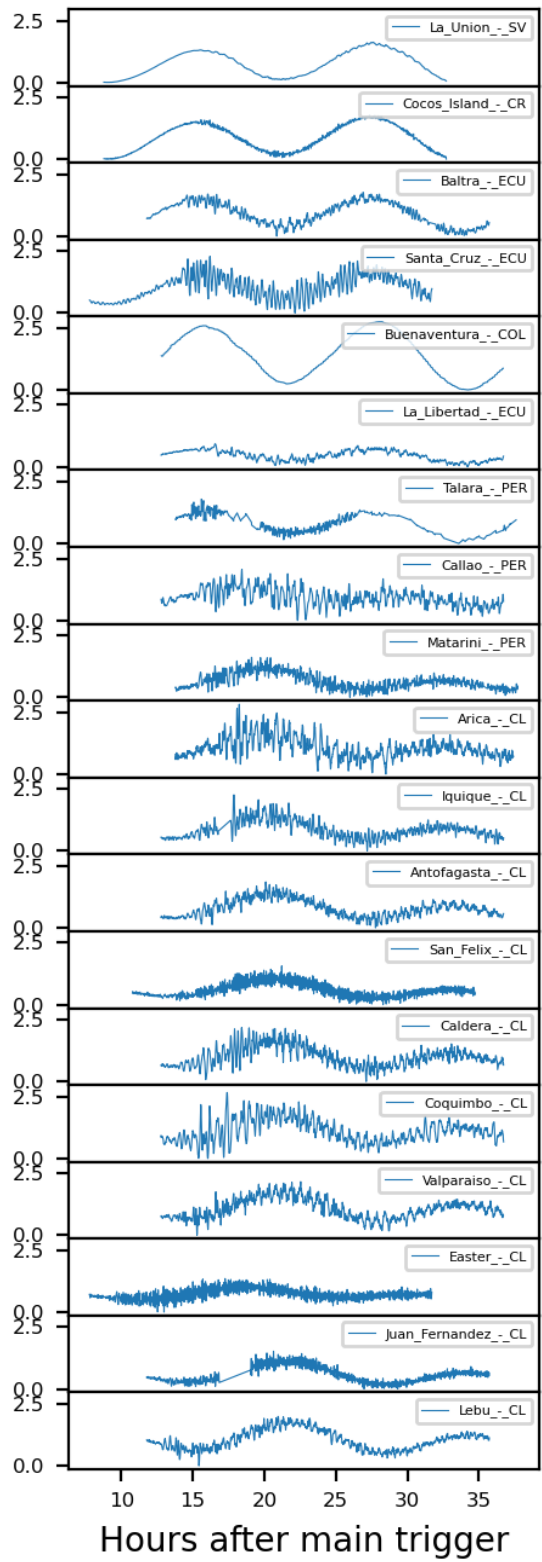 2.5
La_Union_-_SV
0.0
2.5
Cocos_Island_-_CR
0.0
2.5
Baltra_-_ECU
0.0
2.5
Santa_Cruz_-_ECU
0.0
2.5
Buenaventura_-_COL
0.0
2.5
La_Libertad_-_ECU
0.0
2.5
Talara_-_PER
0.0
2.5
Callao_-_PER
0.0
2.5
Matarini_-_PER
0.0
2.5
Arica_-_CL
0.0
2.5
Iquique_-_CL
0.0
2.5
Antofagasta_-_CL
0.0
2.5
San_Felix_-_CL
0.0
2.5
Caldera_-_CL
0.0
2.5
Coquimbo_-_CL
0.0
2.5
Valparaiso_-_CL
0.0
2.5
Easter_-_CL
0.0
2.5
Juan_Fernandez_-_CL
0.0
2.5
Lebu_-_CL
0.0
10 15 20 25 30 35
Hours after main trigger